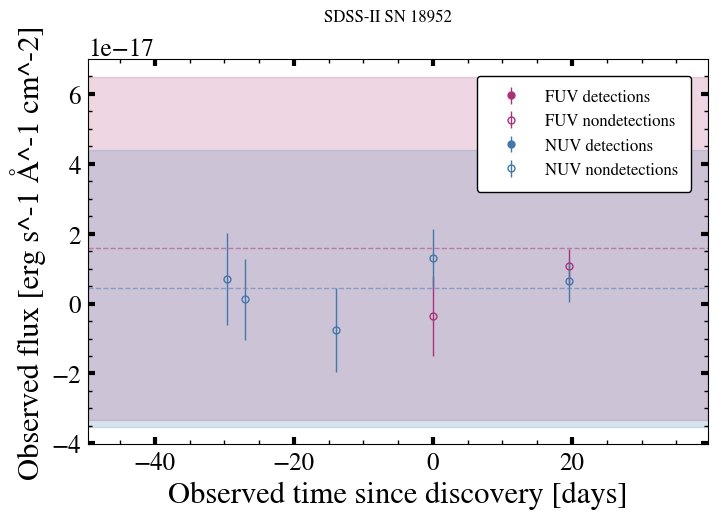 SDSS-II SN 18952
1e−17
Observed flux [erg s^-1 Å^-1 cm^-2]
6
4
2
0
−2
−4
FUV detections
FUV nondetections
NUV detections
NUV nondetections
−40 −20 0 20
Observed time since discovery [days]